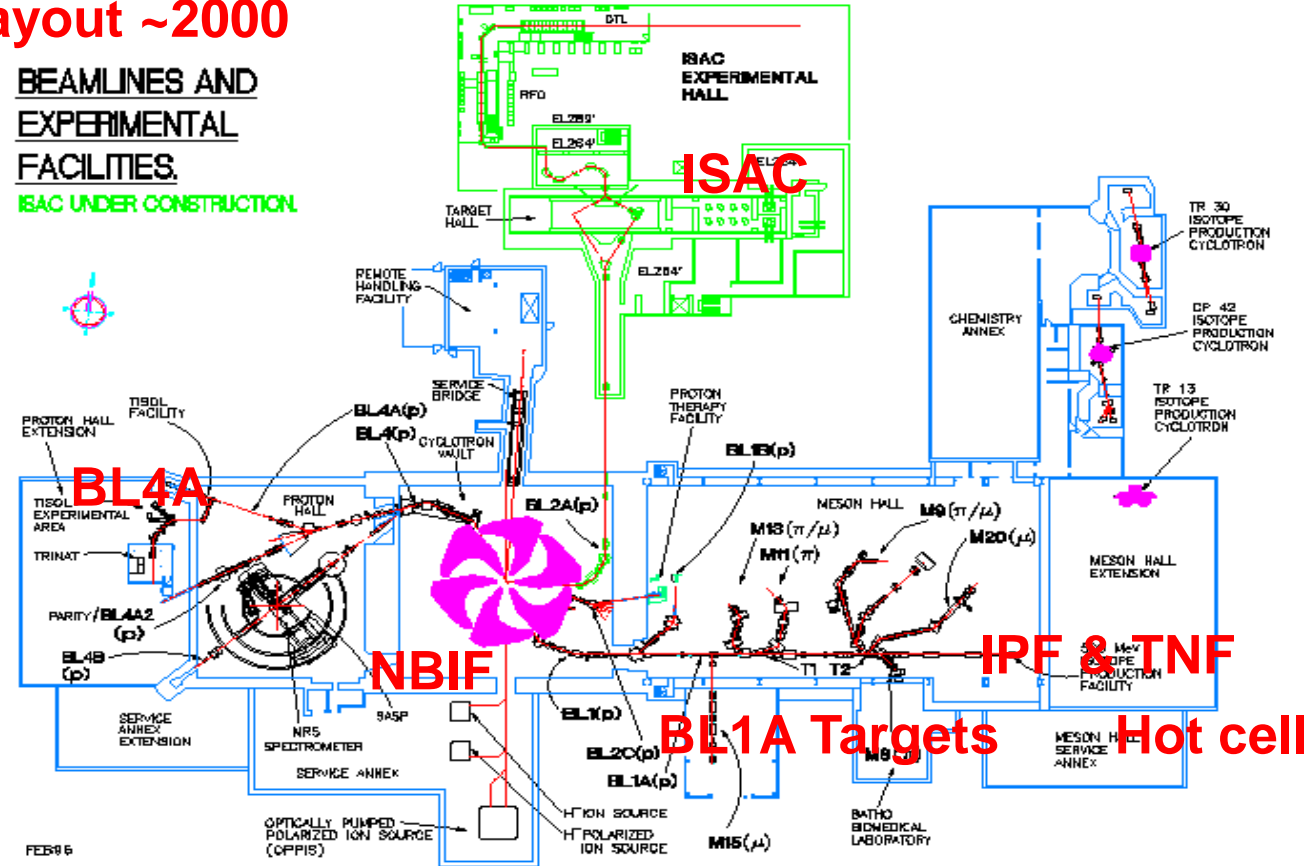 ayout ~2000
BEAMLINES AND
EXPERIMENTAL
FACILITIES.
ISAC UNDER CONSTRUCTION.
DTL
ISAC
EXPERIMENTAL
HALL
RFQ
EL289'
EL264'
ISAC
TARGET
HALL
EL264'
REMOTE
HANDLING
FACILITY
SERVICE
BRIDGE
TR 30
ISOTOPE
PRODUCTION
CYCLOTRON
CP 42
ISOTOPE
PRODUCTION
CYCLOTRON
TR 13
ISOTOPE
PRODUCTION
CYCLOTRON
CHEMISTRY
ANNEX
PROTON
THERAPY
FACILITY
PROTON HALL
EXTENSION
TISOL
FACILITY
BL4A(p)
BL4(p)
CYCLOTRON
VAULT
BL1B(p)
BL4A
TISOL
EXPERIMENTAL
AREA
PROTON
HALL
BL2A(p)
MESON HALL
M9(π/μ)
M13(π/μ)
M11(π)
M20(μ)
TRINAT
MESON HALL
EXTENSION
PARITY/BL4A2
(p)
BL4B
(p)
NBIF
T1 T2
IPF & TNF
MeV
ISOTOPE
PRODUCTION
FACILITY
SERVICE
ANNEX
EXTENSION
NRS
SPECTROMETER
SASP
SERVICE ANNEX
BL1(p)
BL2C(p)
BL1A(p)
BL1A Targets
Hot cell
MESON HALL
SERVICE
ANNEX
H⁻ ION SOURCE
H⁻ POLARIZED
ION SOURCE
OPTICALLY PUMPED
POLARIZED ION SOURCE
(OPPIS)
M15(μ)
BATHO
BIOMEDICAL
LABORATORY
FEB96